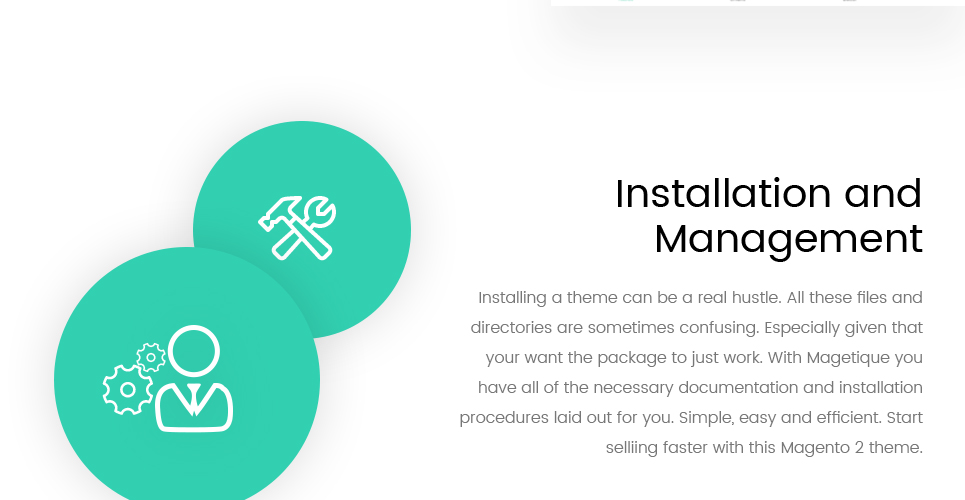 Installation and
Management
Installing a theme can be a real hustle. All these files and
directories are sometimes confusing. Especially given that
your want the package to just work. With Magetique you
have all of the necessary documentation and installation
procedures laid out for you. Simple, easy and efficient. Start
selliing faster with this Magento 2 theme.